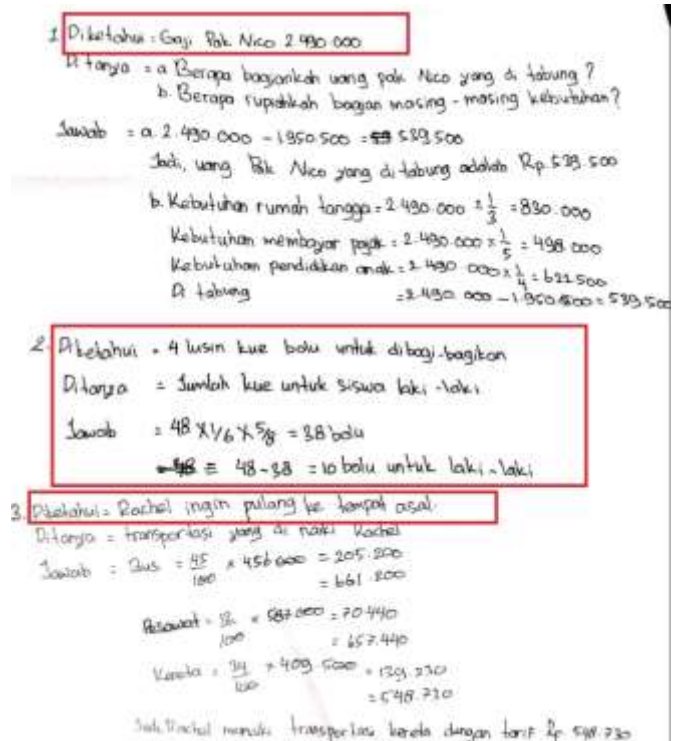 1. Diketahui = Gaji Pak Nico 2.490.000
Ditanya = a. Berapa bagiankah uang pak Nico yang di tabung?
b. Berapa rupiahkah bagian masing-masing kebutuhan?
Jawab = a. 2.490.000 - 1950.500 = 539.500
Jadi, uang Pak Nico yang di tabung adalah Rp. 539.500
b. Kebutuhan rumah tangga = 2.490.000 × 1/3 = 830.000
Kebutuhan membayar pajak = 2.490.000 × 1/5 = 498.000
Kebutuhan pendidikan anak = 2.490.000 × 1/4 = 622.500
Di tabung = 2.490.000 - 1.950.500 = 539.500
2. Diketahui = 4 lusin kue bolu untuk dibagi-bagikan
Ditanya = Jumlah kue untuk siswa laki-laki
Jawab = 48 × 1/6 × 5/8 = 38 bolu
= 48 - 38 = 10 bolu untuk laki-laki
3. Diketahui = Rachel ingin pulang ke tempat asal.
Ditanya = transportasi yang di naiki Rachel
Jawab = Bus = 45/100 × 456.000 = 205.200
= 661.200
Pesawat = 12/100 × 587.000 = 70.440
= 657.440
Kereta = 34/100 × 409.500 = 139.230
= 548.730
Jadi, Rachel menaiki transportasi kereta dengan tarif Rp 548.730